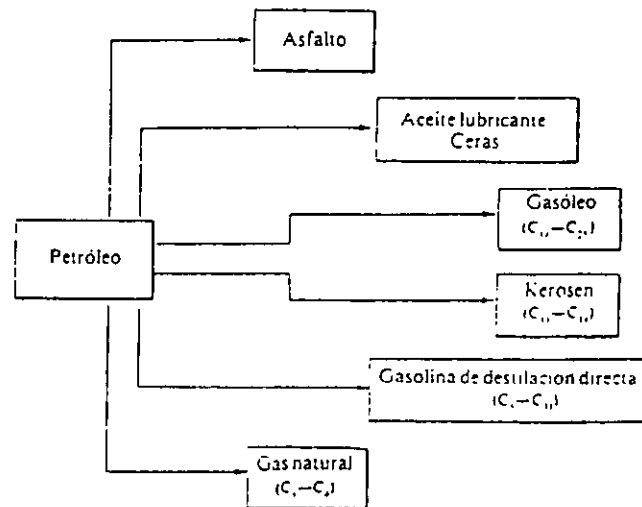 Asfalto
Aceite lubricante
Ceras
Gasóleo
Petróleo
Kerosen
Gasolina de destilación directa
Gas natural